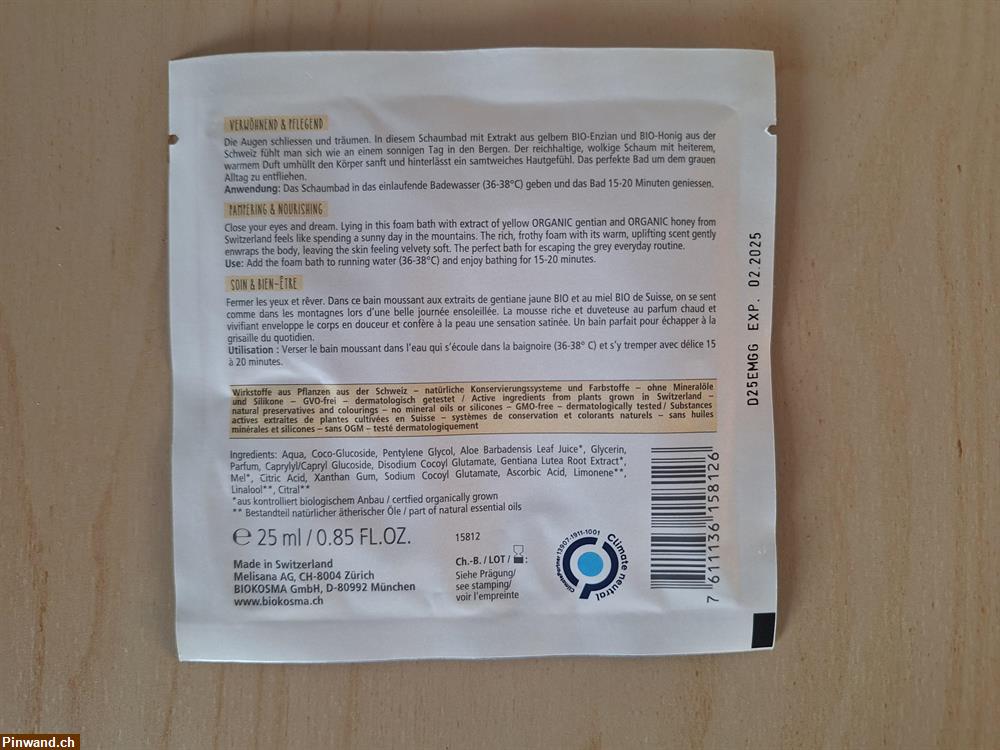 VERWÖHNEND & PFLEGEND
Die Augen schliessen und träumen. In diesem Schaumbad mit Extrakt aus gelbem BIO-Enzian und BIO-Honig aus der
Schweiz fühlt man sich wie an einem sonnigen Tag in den Bergen. Der reichhaltige, wolkige Schaum mit heiterem,
warmem Duft umhüllt den Körper sanft und hinterlässt ein samtweiches Hautgefühl. Das perfekte Bad um dem grauen
Alltag zu entfliehen.
Anwendung: Das Schaumbad in das einlaufende Badewasser (36-38°C) geben und das Bad 15-20 Minuten geniessen.
PAMPERING & NOURISHING
Close your eyes and dream. Lying in this foam bath with extract of yellow ORGANIC gentian and ORGANIC honey from
Switzerland feels like spending a sunny day in the mountains. The rich, frothy foam with its warm, uplifting scent gently
enwraps the body, leaving the skin feeling velvety soft. The perfect bath for escaping the grey everyday routine.
Use: Add the foam bath to running water (36-38°C) and enjoy bathing for 15-20 minutes.
SOIN & BIEN-ÊTRE
Fermer les yeux et rêver. Dans ce bain moussant aux extraits de gentiane jaune BIO et au miel BIO de Suisse, on se sent
comme dans les montagnes lors d'une belle journée ensoleillée. La mousse riche et duveteuse au parfum chaud et
vivifiant enveloppe le corps en douceur et confère à la peau une sensation satinée. Un bain parfait pour échapper à la
grisaille du quotidien.
Utilisation : Verser le bain moussant dans l'eau qui s'écoule dans la baignoire (36-38° C) et s'y tremper avec délice 15
à 20 minutes.
Wirkstoffe aus Pflanzen aus der Schweiz – natürliche Konservierungssysteme und Farbstoffe – ohne Mineralöle
und Silikone – GVO-frei – dermatologisch getestet / Active ingredients from plants grown in Switzerland –
natural preservatives and colourings – no mineral oils or silicones – GMO-free – dermatologically tested / Substances
actives extraites de plantes cultivées en Suisse – systèmes de conservation et colorants naturels – sans huiles
minérales et silicones – sans OGM – testé dermatologiquement
Ingredients: Aqua, Coco-Glucoside, Pentylene Glycol, Aloe Barbadensis Leaf Juice*, Glycerin,
Parfum, Caprylyl/Capryl Glucoside, Disodium Cocoyl Glutamate, Gentiana Lutea Root Extract*,
Mel*, Citric Acid, Xanthan Gum, Sodium Cocoyl Glutamate, Ascorbic Acid, Limonene**,
Linalool**, Citral**
*aus kontrolliert biologischem Anbau / certfied organically grown
** Bestandteil natürlicher ätherischer Öle / part of natural essential oils
℮ 25 ml / 0.85 FL.OZ.
Made in Switzerland
Melisana AG, CH-8004 Zürich
BIOKOSMA GmbH, D-80992 München
www.biokosma.ch
15812
Ch.-B. / LOT / :
Siehe Prägung/
see stamping/
voir l'empreinte
ClimatePartner 12907-1911-1001
Climate neutral
7 611136 158126
D25EMGG EXP. 02.2025
Pinwand.ch